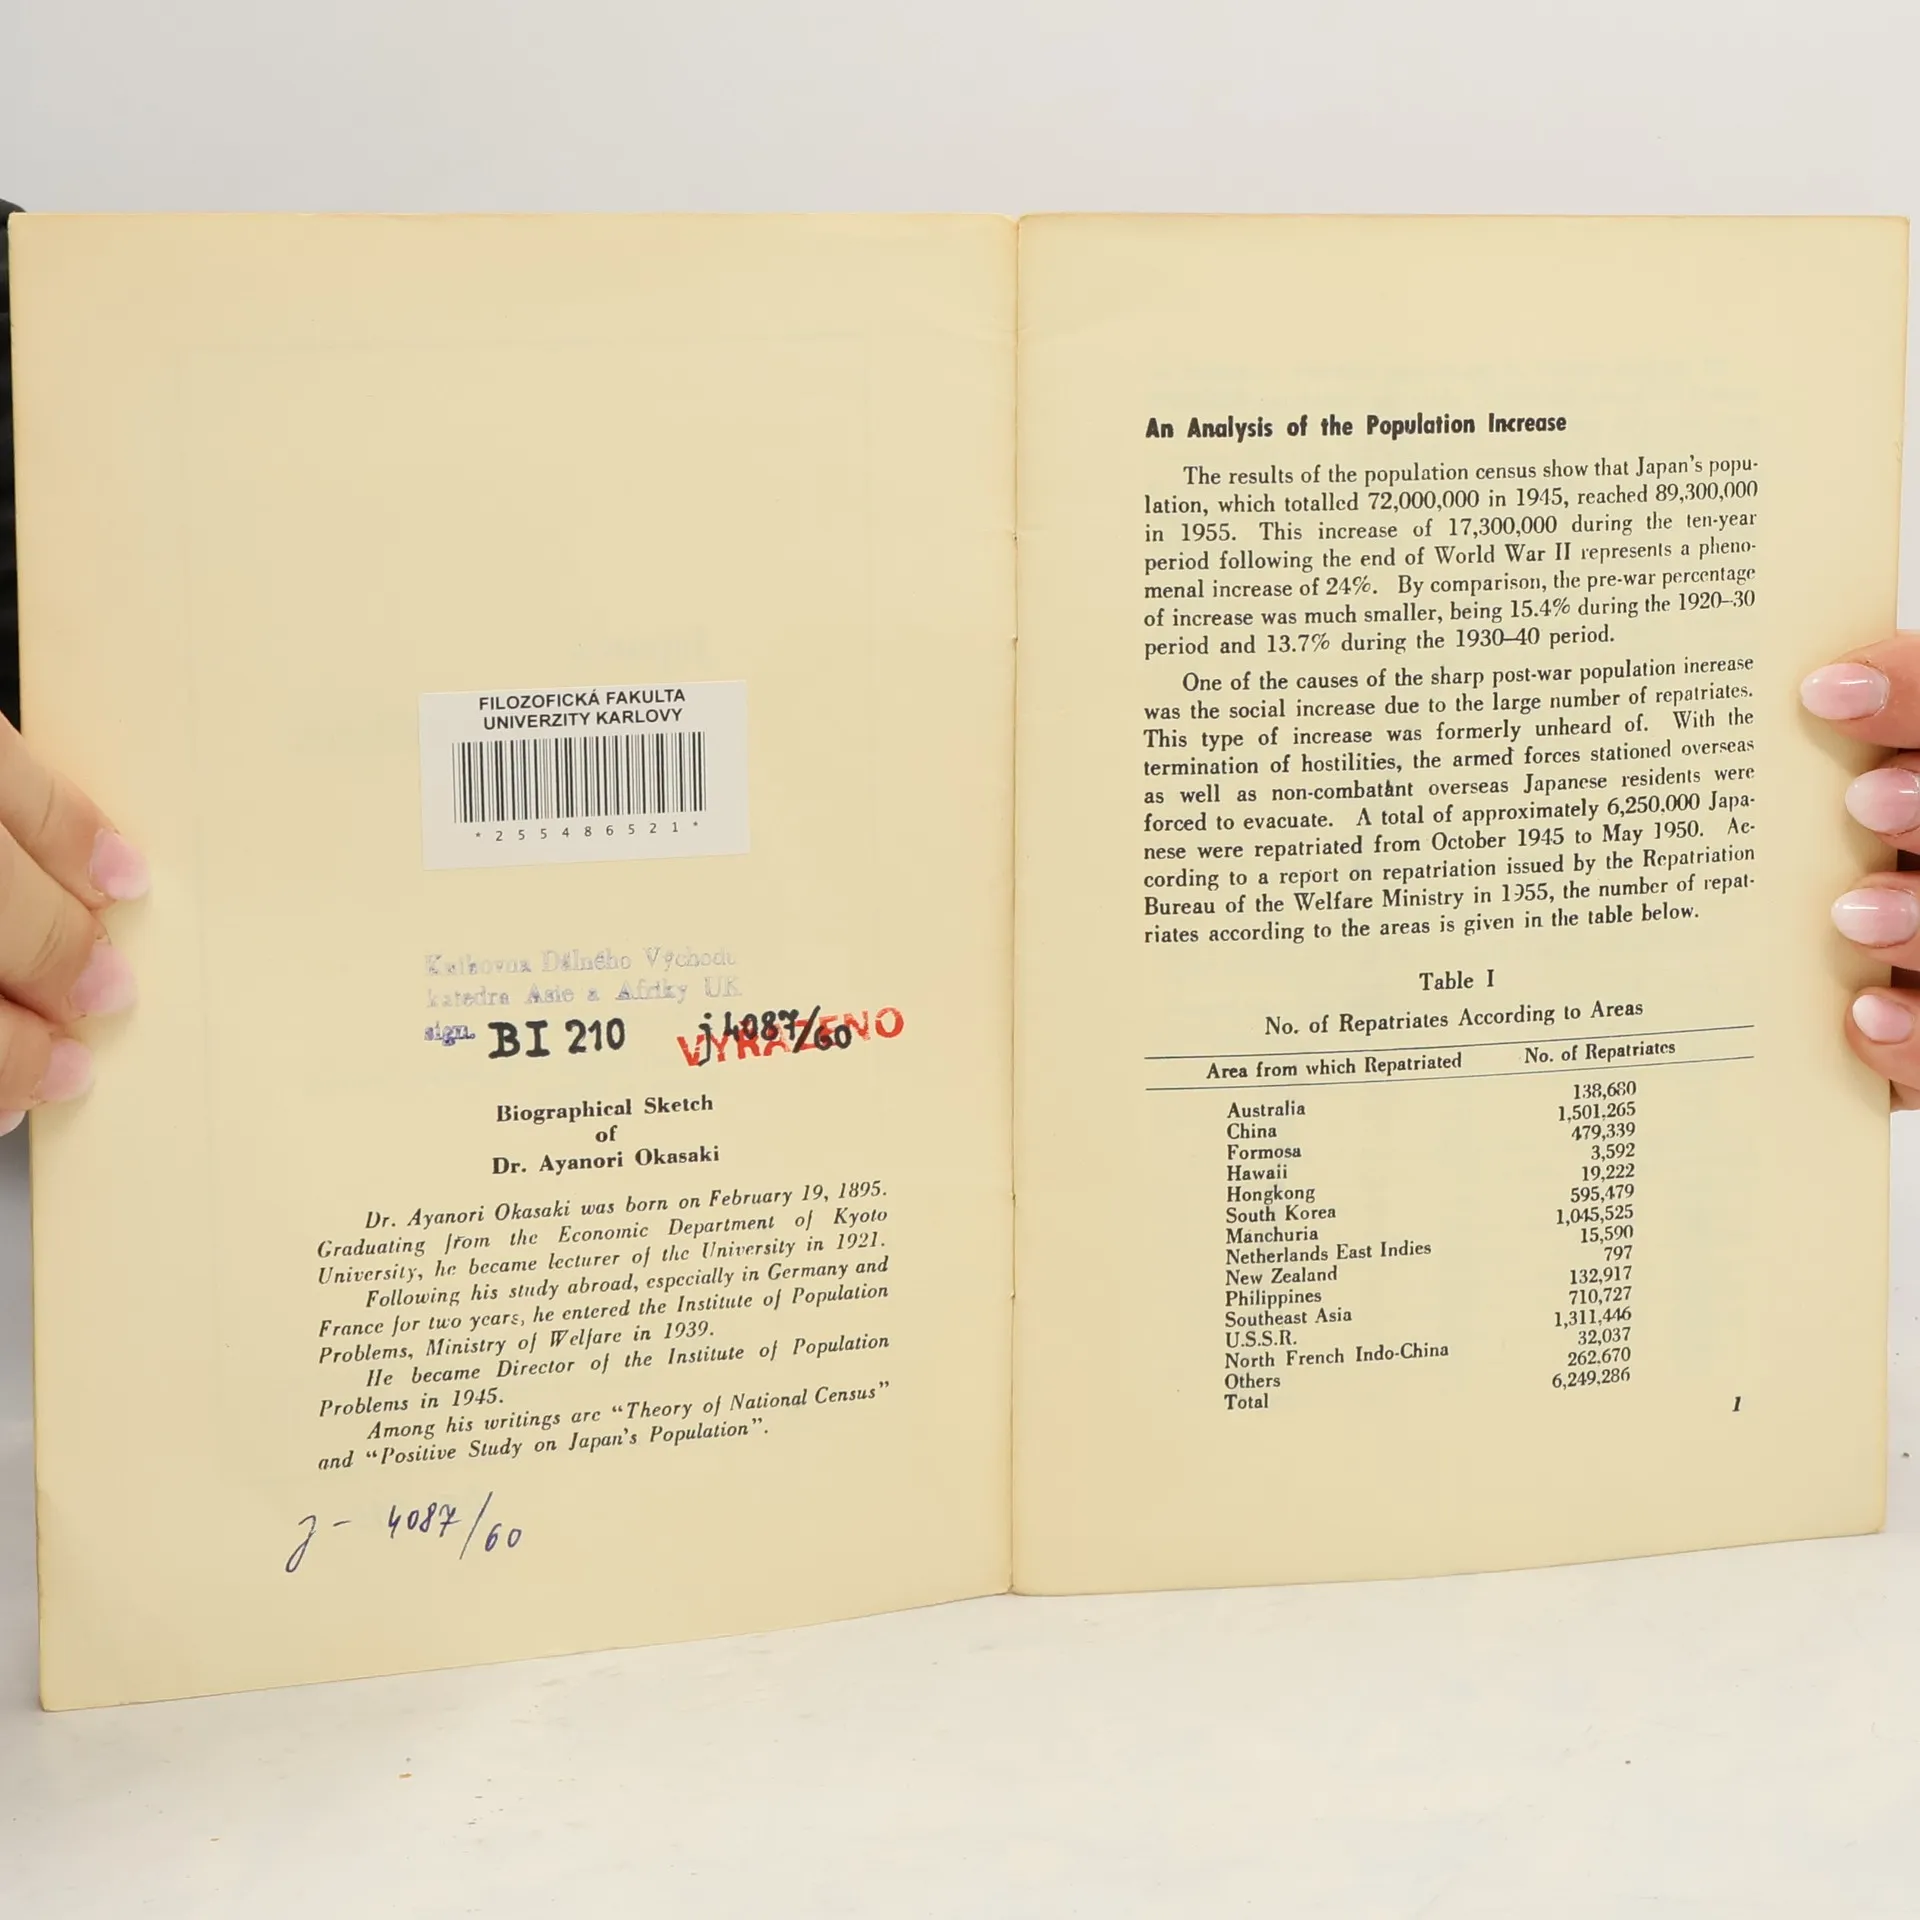 FILOZOFICKÁ FAKULTA
UNIVERZITY KARLOVY
*255486521*
Knihovna Dálného Východu
katedra Asie a Afriky UK
sign. BI 210 j 4087/60
VYŘAZENO
Biographical Sketch
of
Dr. Ayanori Okasaki
Dr. Ayanori Okasaki was born on February 19, 1895.
Graduating from the Economic Department of Kyoto
University, he became lecturer of the University in 1921.
Following his study abroad, especially in Germany and
France for two years, he entered the Institute of Population
Problems, Ministry of Welfare in 1939.
He became Director of the Institute of Population
Problems in 1945.
Among his writings are “Theory of National Census”
and “Positive Study on Japan's Population”.
j - 4087/60
An Analysis of the Population Increase
The results of the population census show that Japan's popu-
lation, which totalled 72,000,000 in 1945, reached 89,300,000
in 1955. This increase of 17,300,000 during the ten-year
period following the end of World War II represents a pheno-
menal increase of 24%. By comparison, the pre-war percentage
of increase was much smaller, being 15.4% during the 1920–30
period and 13.7% during the 1930–40 period.
One of the causes of the sharp post-war population increase
was the social increase due to the large number of repatriates.
This type of increase was formerly unheard of. With the
termination of hostilities, the armed forces stationed overseas
as well as non-combatant overseas Japanese residents were
forced to evacuate. A total of approximately 6,250,000 Japa-
nese were repatriated from October 1945 to May 1950. Ac-
cording to a report on repatriation issued by the Repatriation
Bureau of the Welfare Ministry in 1955, the number of repat-
riates according to the areas is given in the table below.
Table I
No. of Repatriates According to Areas
Area from which Repatriated No. of Repatriates
Australia 138,680
China 1,501,265
Formosa 479,339
Hawaii 3,592
Hongkong 19,222
South Korea 595,479
Manchuria 1,045,525
Netherlands East Indies 15,590
New Zealand 797
Philippines 132,917
Southeast Asia 710,727
U.S.S.R. 1,311,446
North French Indo-China 32,037
Others 262,670
Total 6,249,286
1